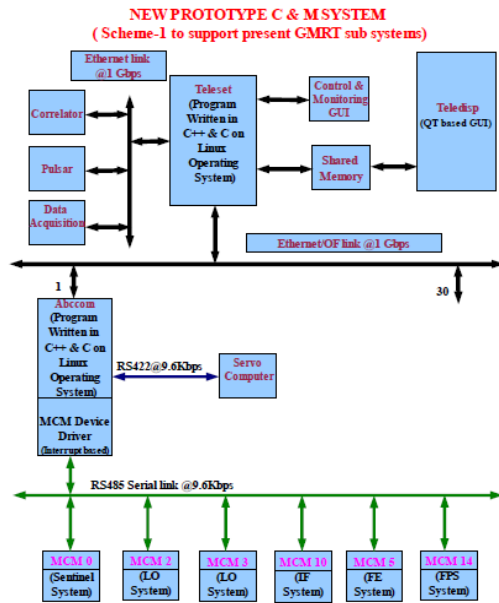 NEW PROTOTYPE C & M SYSTEM
( Scheme-1 to support present GMRT sub systems)
Ethernet link
@1 Gbps
Correlator
Pulsar
Data
Acquisition
Teleset
(Program
Written in
C++ & C on
Linux
Operating
System)
Control &
Monitoring
GUI
Shared
Memory
Teledisp
(QT based GUI)
Ethernet/OF link @1 Gbps
1
30
Abccom
(Program
Written in
C++ & C on
Linux
Operating
System)
MCM Device
Driver
(Interrupt based)
RS422@9.6Kbps
Servo
Computer
RS485 Serial link @9.6Kbps
MCM 0
(Sentinel
System)
MCM 2
(LO
System)
MCM 3
(LO
System)
MCM 10
(IF
System)
MCM 5
(FE
System)
MCM 14
(FPS
System)